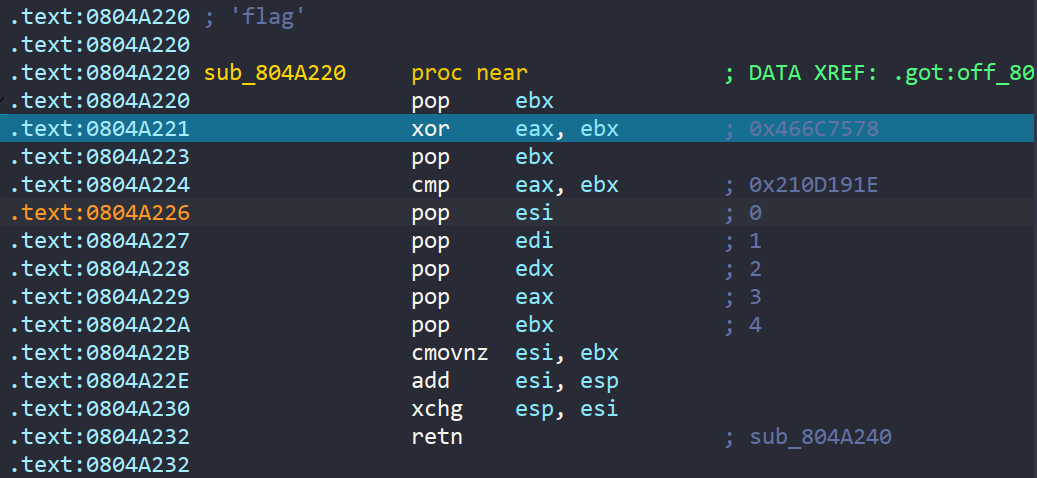 .text:0804A220 ; 'flag'
.text:0804A220
.text:0804A220 sub_804A220 proc near ; DATA XREF: .got:off_80
.text:0804A220 pop ebx
.text:0804A221 xor eax, ebx ; 0x466C7578
.text:0804A223 pop ebx
.text:0804A224 cmp eax, ebx ; 0x210D191E
.text:0804A226 pop esi ; 0
.text:0804A227 pop edi ; 1
.text:0804A228 pop edx ; 2
.text:0804A229 pop eax ; 3
.text:0804A22A pop ebx ; 4
.text:0804A22B cmovnz esi, ebx
.text:0804A22E add esi, esp
.text:0804A230 xchg esp, esi
.text:0804A232 retn ; sub_804A240
.text:0804A232